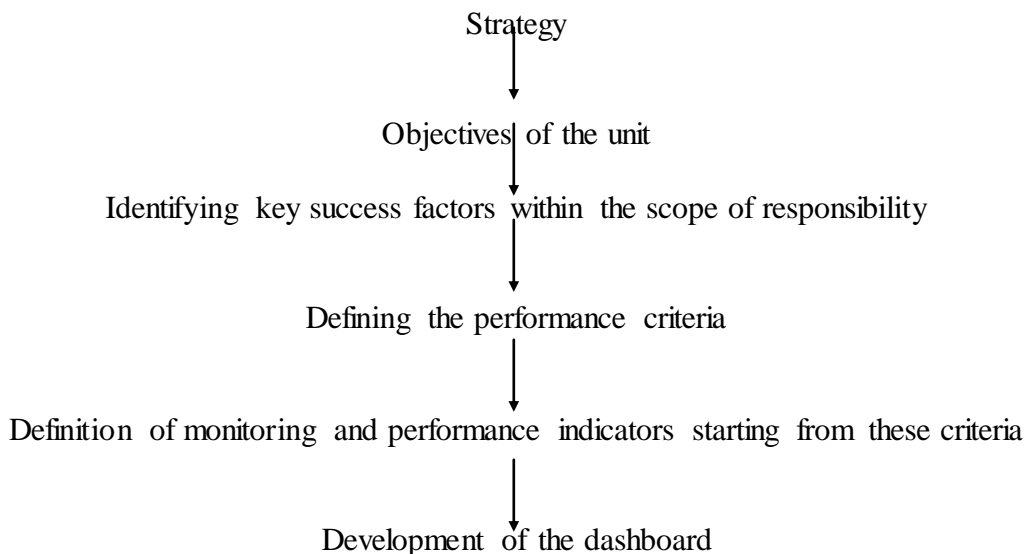 Strategy
Objectives of the unit
Identifying key success factors within the scope of responsibility
Defining the performance criteria
Definition of monitoring and performance indicators starting from these criteria
Development of the dashboard